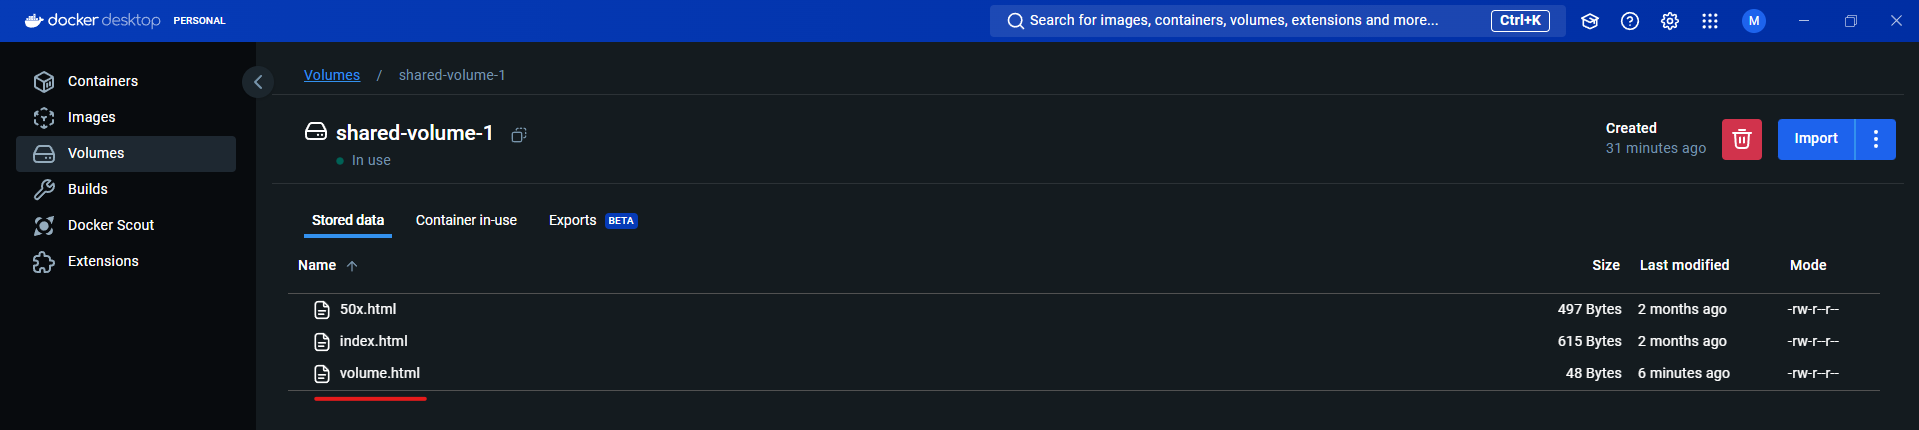 docker desktop PERSONAL
Search for images, containers, volumes, extensions and more... Ctrl+K
M
Containers
Images
Volumes
Builds
Docker Scout
Extensions
Volumes / shared-volume-1
shared-volume-1
In use
Created
31 minutes ago
Import
Stored data Container in-use Exports BETA
Name Size Last modified Mode
50x.html 497 Bytes 2 months ago -rw-r--r--
index.html 615 Bytes 2 months ago -rw-r--r--
volume.html 48 Bytes 6 minutes ago -rw-r--r--